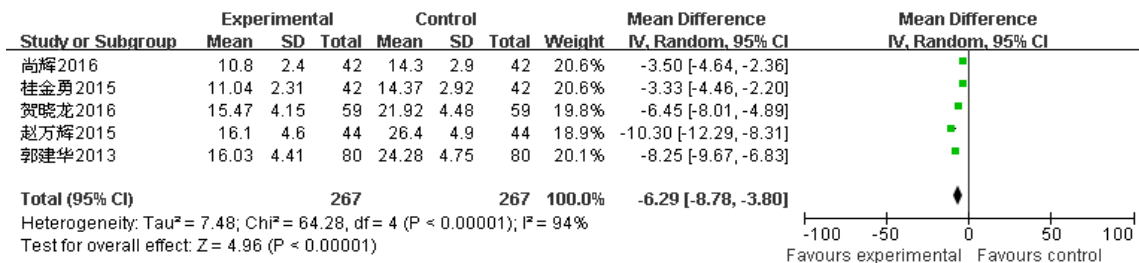 Experimental Control Mean Difference Mean Difference
Study or Subgroup Mean SD Total Mean SD Total Weight IV, Random, 95% CI IV, Random, 95% CI
尚辉2016 10.8 2.4 42 14.3 2.9 42 20.6% -3.50 [-4.64, -2.36]
桂金勇2015 11.04 2.31 42 14.37 2.92 42 20.6% -3.33 [-4.46, -2.20]
贺晓龙2016 15.47 4.15 59 21.92 4.48 59 19.8% -6.45 [-8.01, -4.89]
赵万辉2015 16.1 4.6 44 26.4 4.9 44 18.9% -10.30 [-12.29, -8.31]
郭建华2013 16.03 4.41 80 24.28 4.75 80 20.1% -8.25 [-9.67, -6.83]
Total (95% CI) 267 267 100.0% -6.29 [-8.78, -3.80]
Heterogeneity: Tau² = 7.48; Chi² = 64.28, df = 4 (P < 0.00001); I² = 94%
Test for overall effect: Z = 4.96 (P < 0.00001)
-100 -50 0 50 100
Favours experimental Favours control